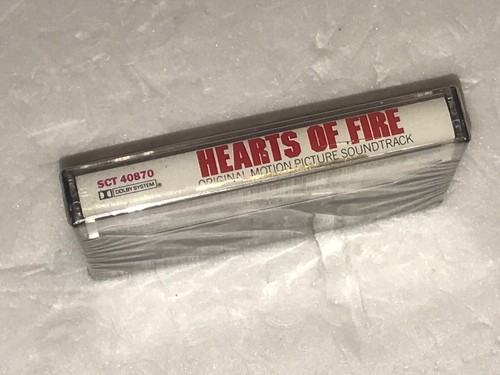 SCT 40870
DOLBY SYSTEM®
HEARTS OF FIRE
ORIGINAL MOTION PICTURE SOUNDTRACK